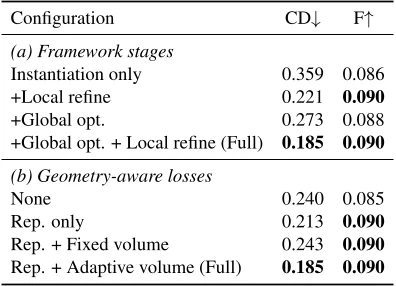 Configuration CD↓ F↑
(a) Framework stages
Instantiation only 0.359 0.086
+Local refine 0.221 0.090
+Global opt. 0.273 0.088
+Global opt. + Local refine (Full) 0.185 0.090
(b) Geometry-aware losses
None 0.240 0.085
Rep. only 0.213 0.090
Rep. + Fixed volume 0.243 0.090
Rep. + Adaptive volume (Full) 0.185 0.090